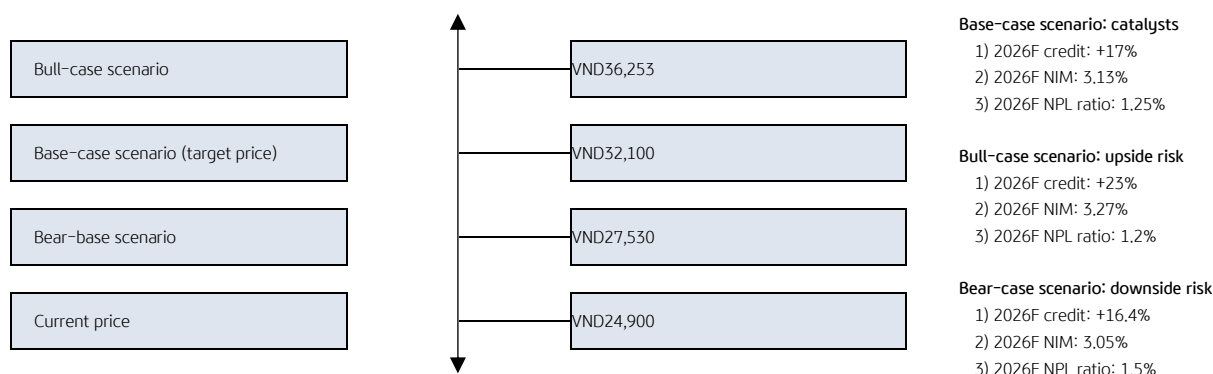 Bull-case scenario
VND36,253
Base-case scenario (target price)
VND32,100
Bear-base scenario
VND27,530
Current price
VND24,900
Base-case scenario: catalysts
1) 2026F credit: +17%
2) 2026F NIM: 3.13%
3) 2026F NPL ratio: 1.25%
Bull-case scenario: upside risk
1) 2026F credit: +23%
2) 2026F NIM: 3.27%
3) 2026F NPL ratio: 1.2%
Bear-case scenario: downside risk
1) 2026F credit: +16.4%
2) 2026F NIM: 3.05%
3) 2026F NPL ratio: 1.5%